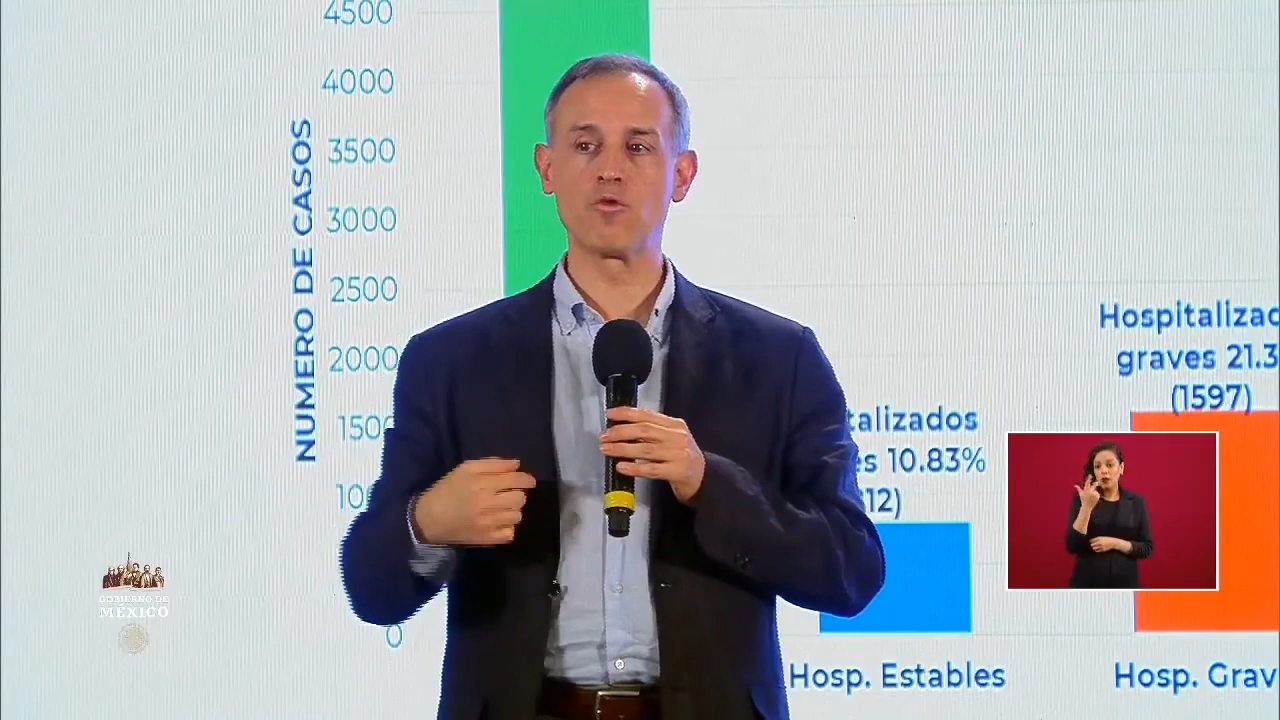 4500
4000
3500
3000
2500
2000
1500
0
NUMERO DE CASOS
Hospitalizad
graves 21.3
(1597)
talizados
es 10.83%
12)
Hosp. Estables
Hosp. Grav
GOBIERNO DE
MÉXICO